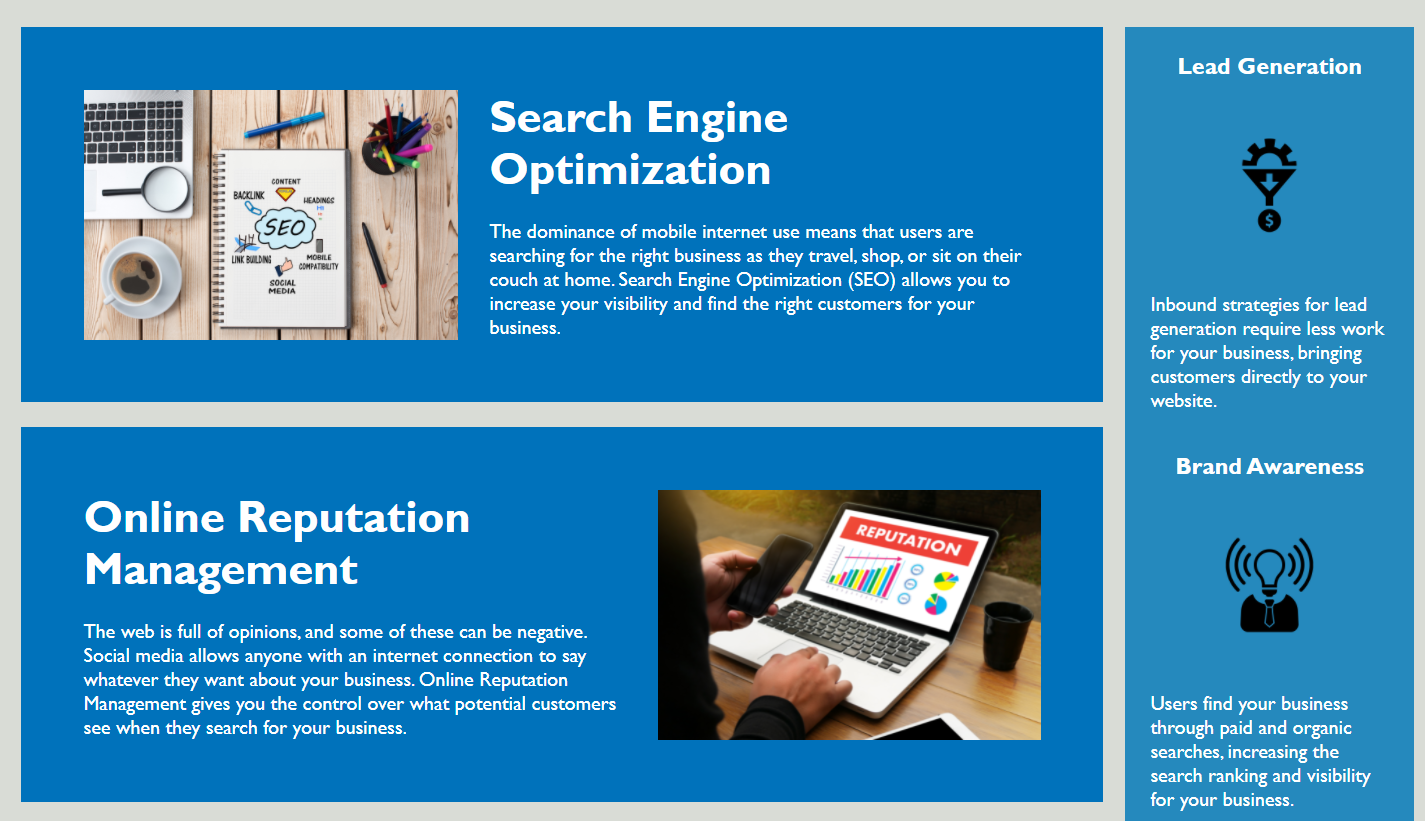 Search Engine
Optimization
The dominance of mobile internet use means that users are
searching for the right business as they travel, shop, or sit on their
couch at home. Search Engine Optimization (SEO) allows you to
increase your visibility and find the right customers for your
business.
CONTENT
BACKLINK
HEADINGS
H1
SEO
LINK BUILDING
MOBILE
COMPATIBILITY
SOCIAL
MEDIA
Online Reputation
Management
The web is full of opinions, and some of these can be negative.
Social media allows anyone with an internet connection to say
whatever they want about your business. Online Reputation
Management gives you the control over what potential customers
see when they search for your business.
REPUTATION
Lead Generation
$
Inbound strategies for lead
generation require less work
for your business, bringing
customers directly to your
website.
Brand Awareness
Users find your business
through paid and organic
searches, increasing the
search ranking and visibility
for your business.